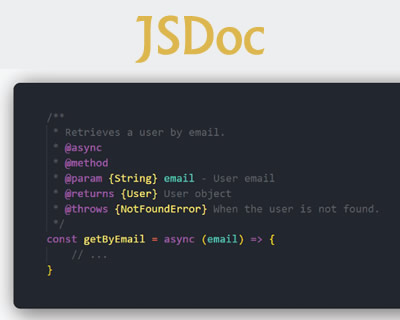 JSDoc
/**
 * Retrieves a user by email.
 * @async
 * @method
 * @param {String} email - User email
 * @returns {User} User object
 * @throws {NotFoundError} When the user is not found.
 */
const getByEmail = async (email) => {
    // ...
}